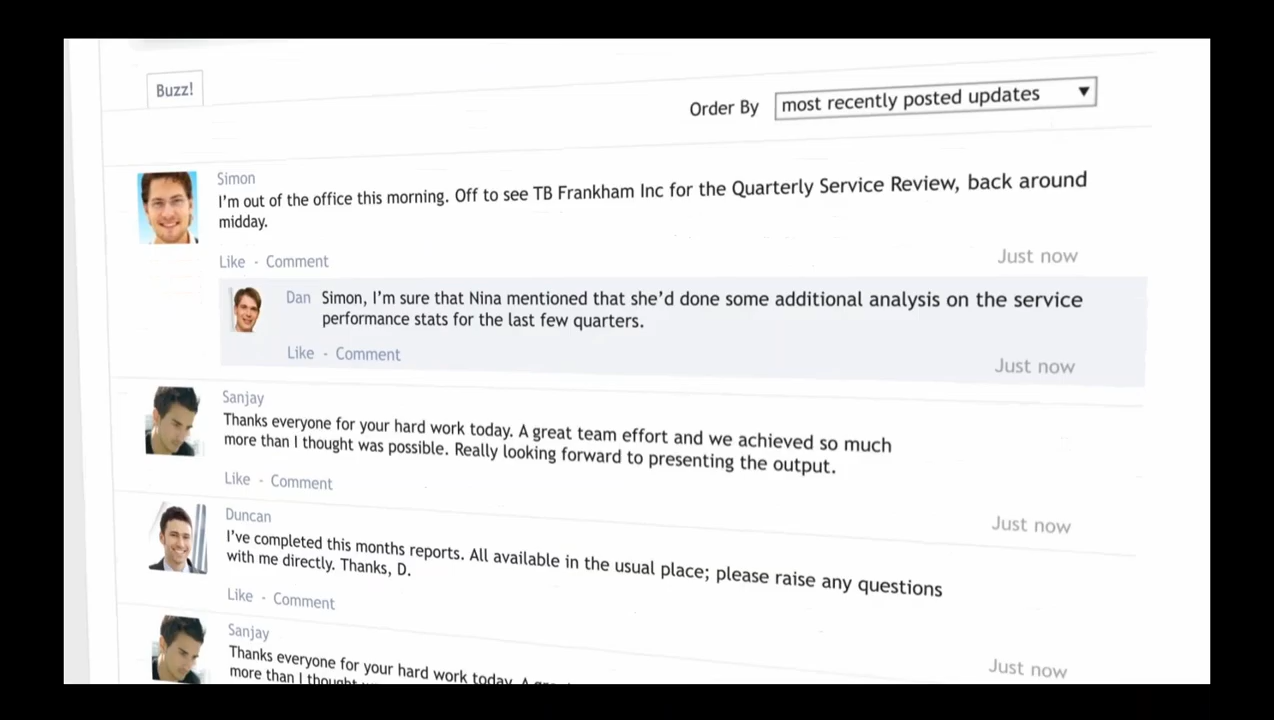 Buzz!
Order By most recently posted updates
Simon
I'm out of the office this morning. Off to see TB Frankham Inc for the Quarterly Service Review, back around
midday.
Like - Comment
Just now
Dan Simon, I'm sure that Nina mentioned that she'd done some additional analysis on the service
performance stats for the last few quarters.
Like - Comment
Just now
Sanjay
Thanks everyone for your hard work today. A great team effort and we achieved so much
more than I thought was possible. Really looking forward to presenting the output.
Like - Comment
Just now
Duncan
I've completed this months reports. All available in the usual place; please raise any questions
with me directly. Thanks, D.
Like - Comment
Just now
Sanjay
Thanks everyone for your hard work today. A
more than I thought